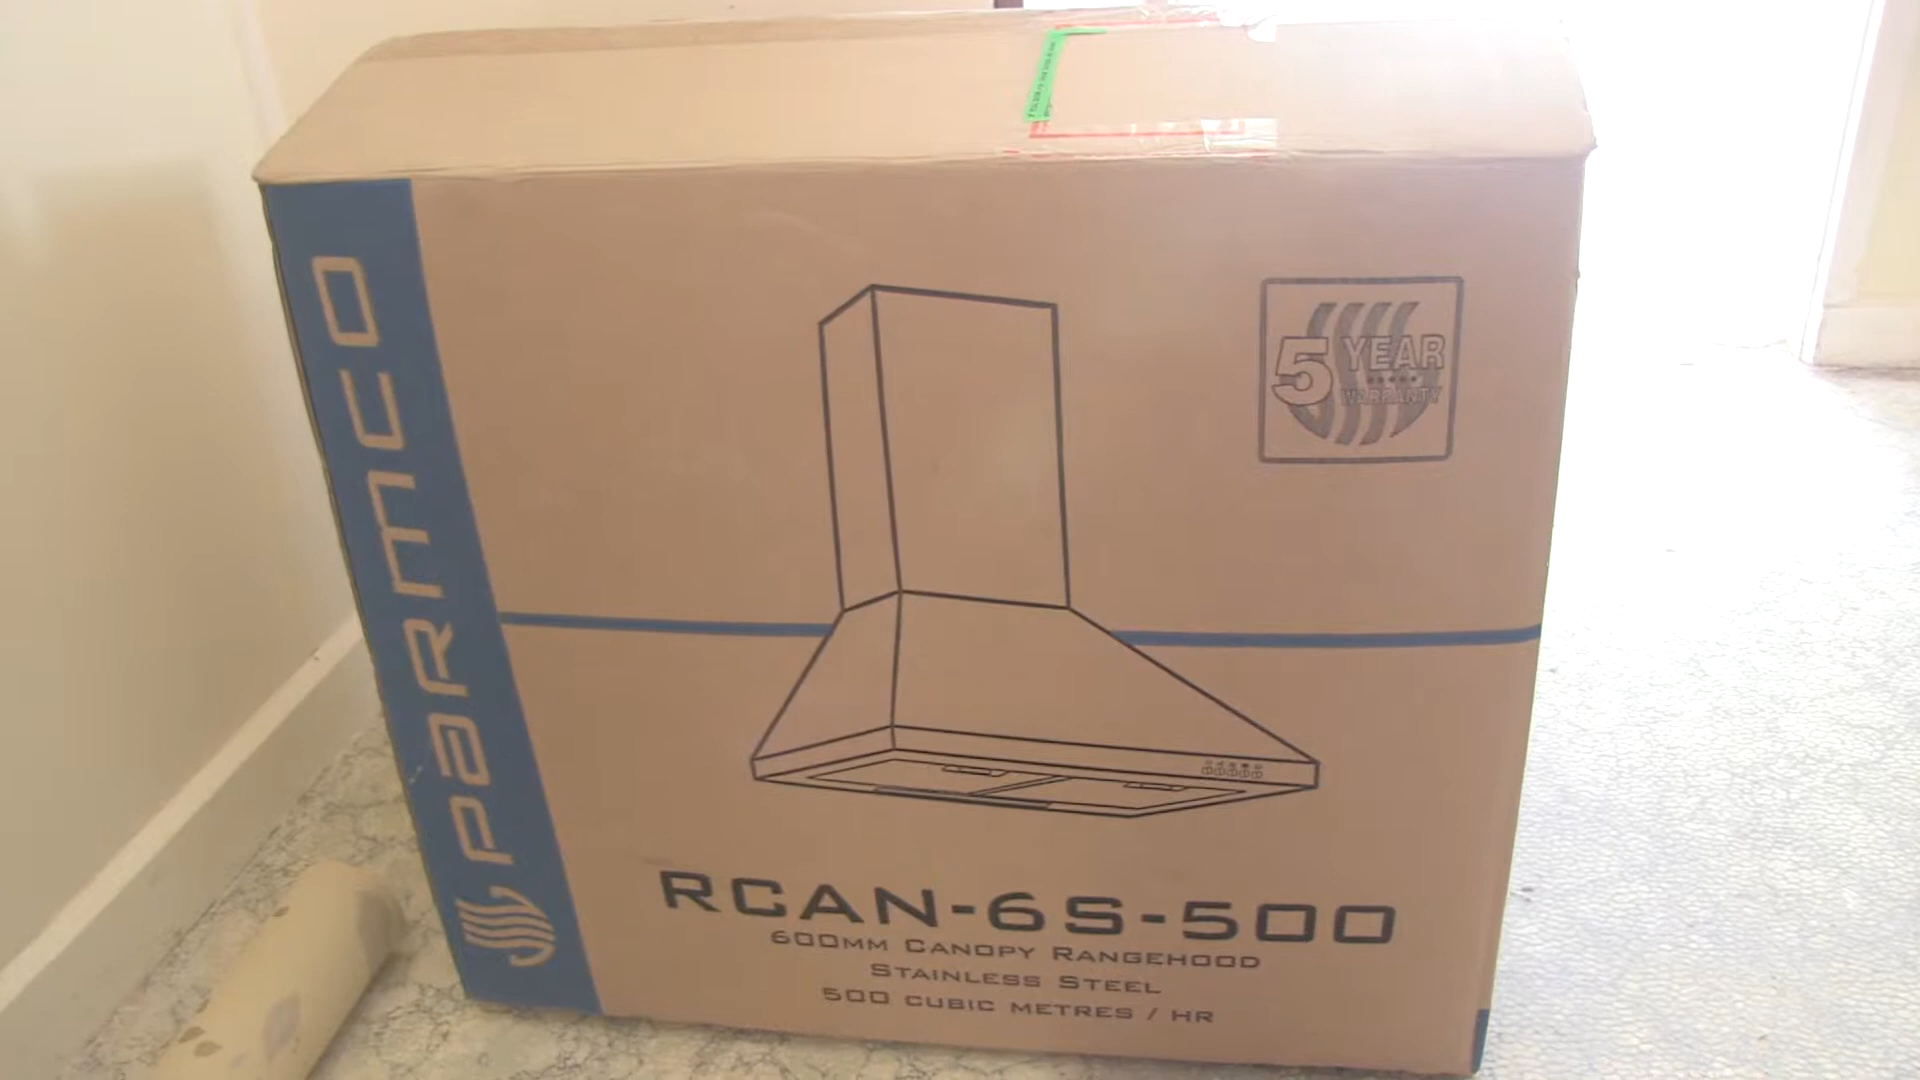 Parmco
5 YEAR
WARRANTY
RCAN-6S-500
600MM CANOPY RANGEHOOD
STAINLESS STEEL
500 CUBIC METRES / HR